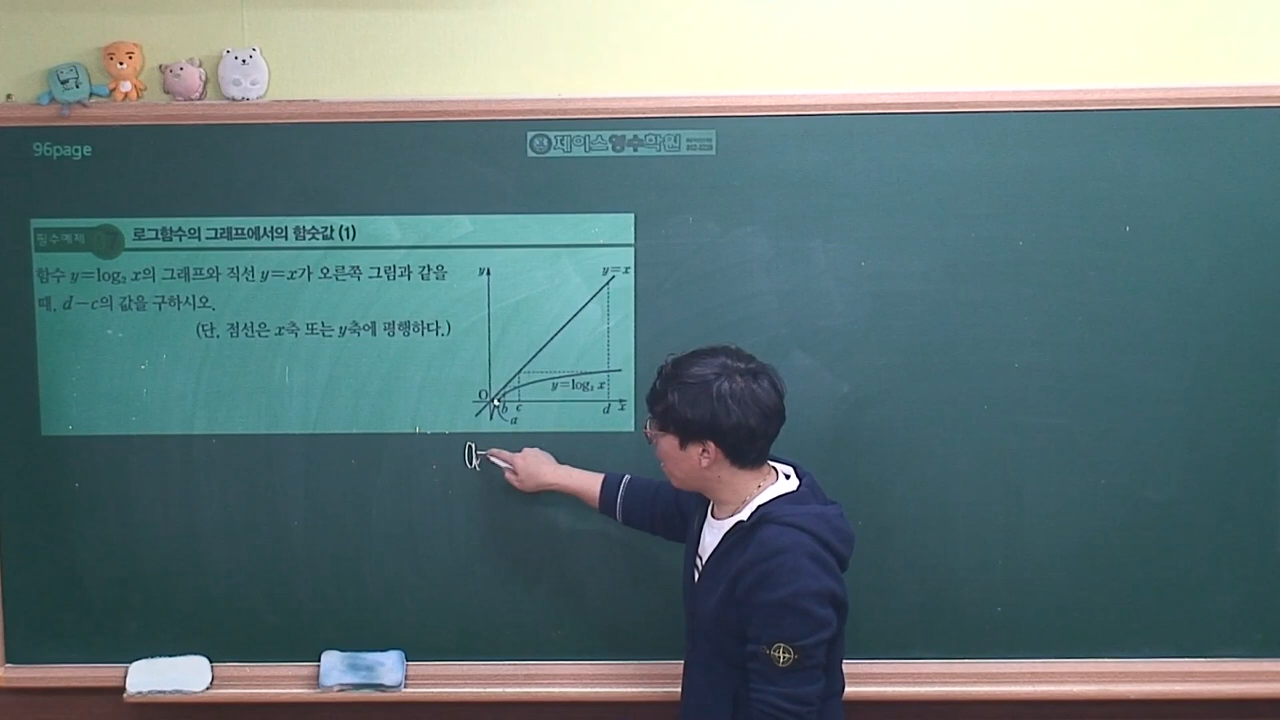 96page
제이스영수학원
필수예제 07 로그함수의 그래프에서의 함숫값 (1)
함수 y=log₂ x의 그래프와 직선 y=x가 오른쪽 그림과 같을
때, d-c의 값을 구하시오.
(단, 점선은 x축 또는 y축에 평행하다.)
y
y=x
y=log₂ x
O
b c d x
a
a